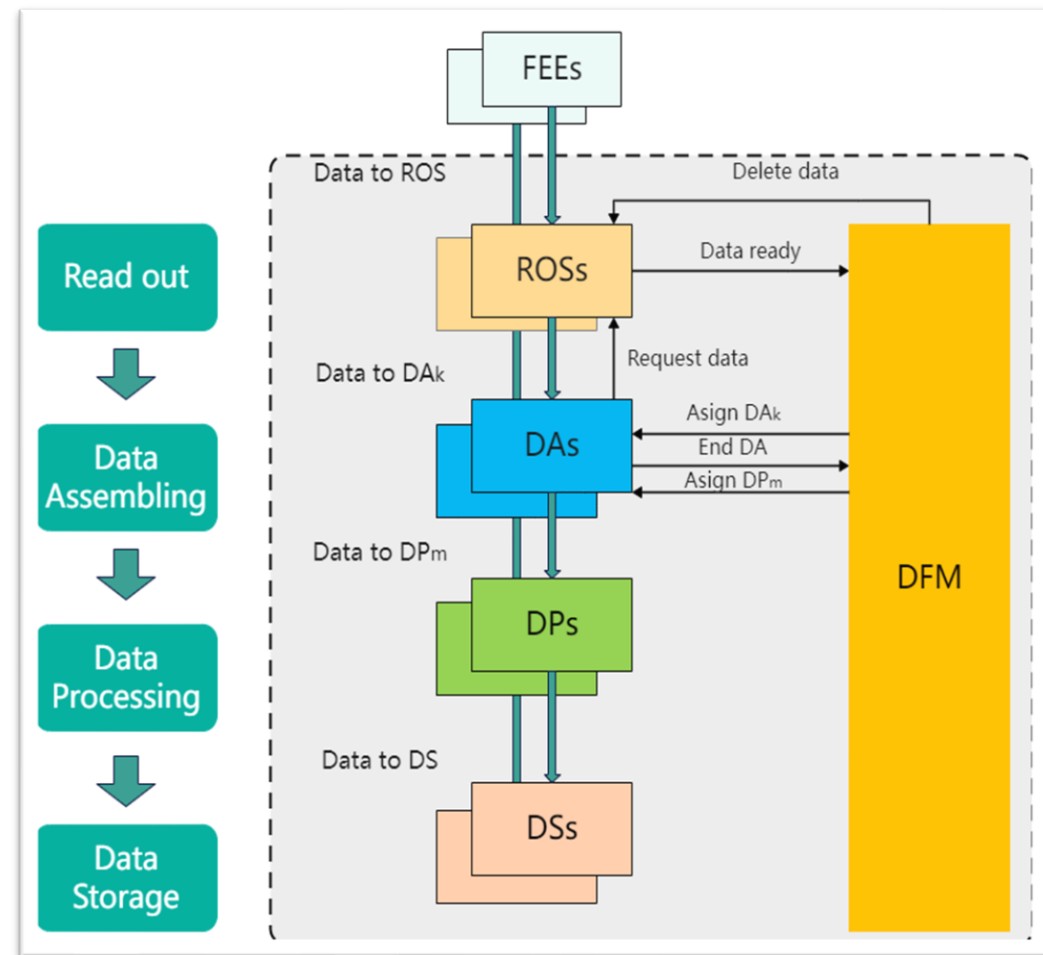 FEEs
Data to ROS
Delete data
Read out
ROSs
Data ready
Data to DAk
Request data
Data
Assembling
DAs
Asign DAk
End DA
Asign DPm
Data to DPm
DFM
Data
Processing
DPs
Data to DS
Data
Storage
DSs